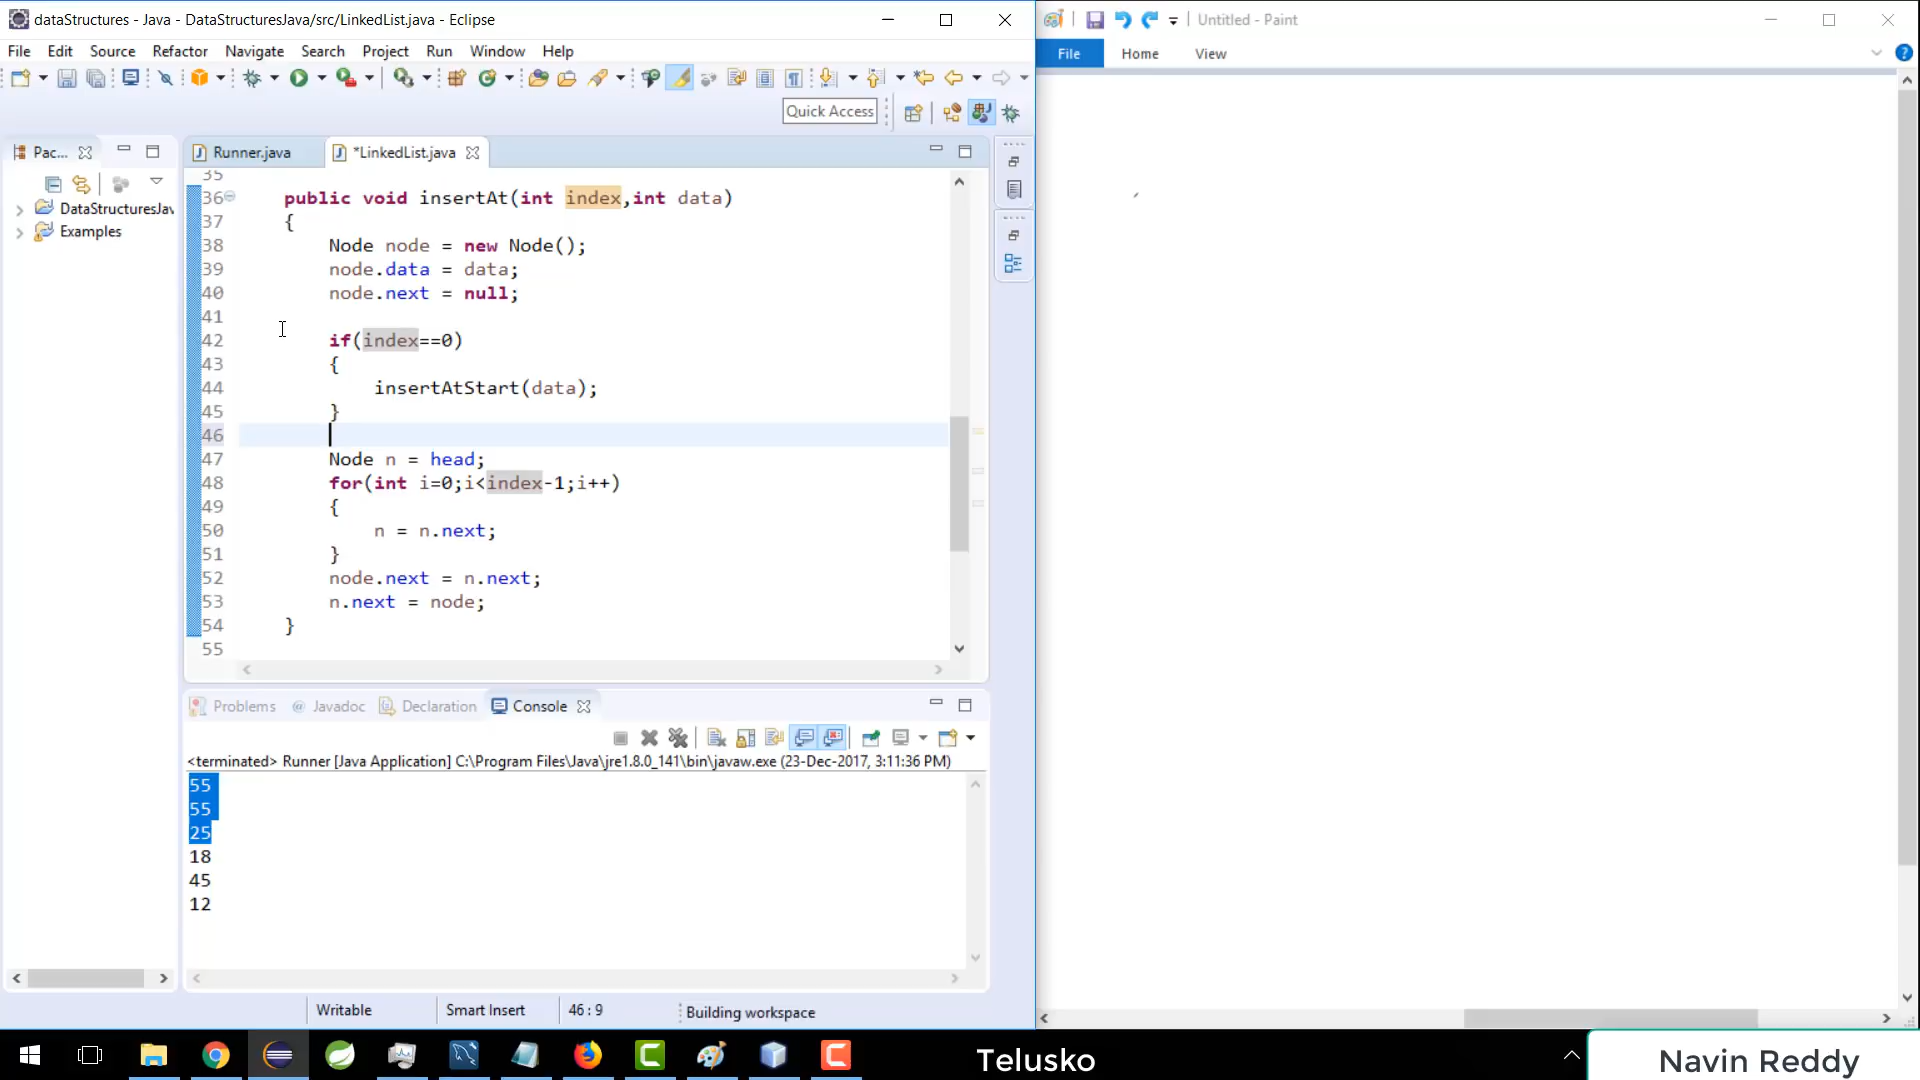 dataStructures - Java - DataStructuresJava/src/LinkedList.java - Eclipse
File Edit Source Refactor Navigate Search Project Run Window Help
Quick Access
Pac...
DataStructuresJav
Examples
Runner.java
*LinkedList.java
35
36 public void insertAt(int index,int data)
37 {
38 Node node = new Node();
39 node.data = data;
40 node.next = null;
41
42 if(index==0)
43 {
44 insertAtStart(data);
45 }
46
47 Node n = head;
48 for(int i=0;i<index-1;i++)
49 {
50 n = n.next;
51 }
52 node.next = n.next;
53 n.next = node;
54 }
55
Problems @ Javadoc Declaration Console
<terminated> Runner [Java Application] C:\Program Files\Java\jre1.8.0_141\bin\javaw.exe (23-Dec-2017, 3:11:36 PM)
55
55
25
18
45
12
Writable Smart Insert 46 : 9 Building workspace
Untitled - Paint
File Home View
Telusko
Navin Reddy